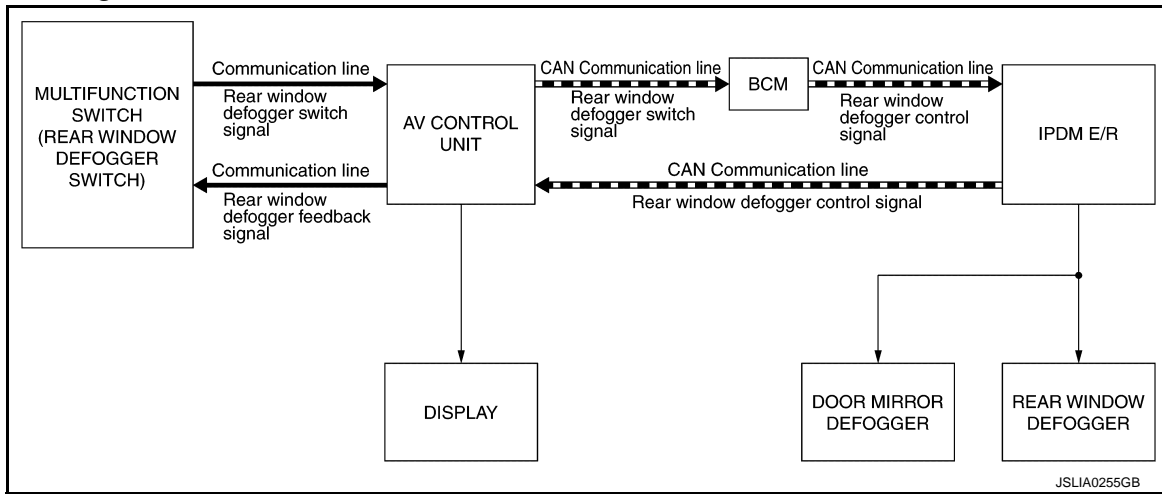 MULTIFUNCTION
SWITCH
(REAR WINDOW
DEFOGGER
SWITCH)
Communication line
Rear window
defogger switch
signal
Communication line
Rear window
defogger feedback
signal
AV CONTROL
UNIT
CAN Communication line
Rear window
defogger switch
signal
BCM
CAN Communication line
Rear window
defogger control
signal
CAN Communication line
Rear window defogger control signal
IPDM E/R
DISPLAY
DOOR MIRROR
DEFOGGER
REAR WINDOW
DEFOGGER
JSLIA0255GB